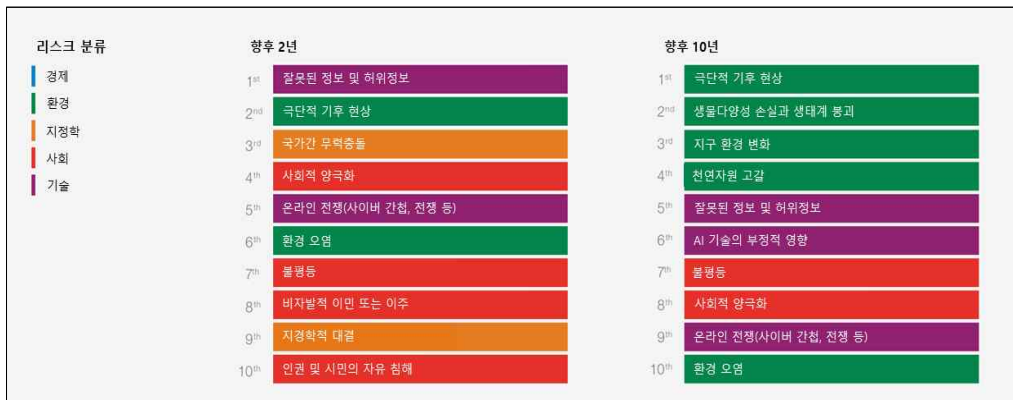 리스크 분류
경제
환경
지정학
사회
기술
향후 2년
1st 잘못된 정보 및 허위정보
2nd 극단적 기후 현상
3rd 국가간 무력충돌
4th 사회적 양극화
5th 온라인 전쟁(사이버 간첩, 전쟁 등)
6th 환경 오염
7th 불평등
8th 비자발적 이민 또는 이주
9th 지경학적 대결
10th 인권 및 시민의 자유 침해
향후 10년
1st 극단적 기후 현상
2nd 생물다양성 손실과 생태계 붕괴
3rd 지구 환경 변화
4th 천연자원 고갈
5th 잘못된 정보 및 허위정보
6th AI 기술의 부정적 영향
7th 불평등
8th 사회적 양극화
9th 온라인 전쟁(사이버 간첩, 전쟁 등)
10th 환경 오염